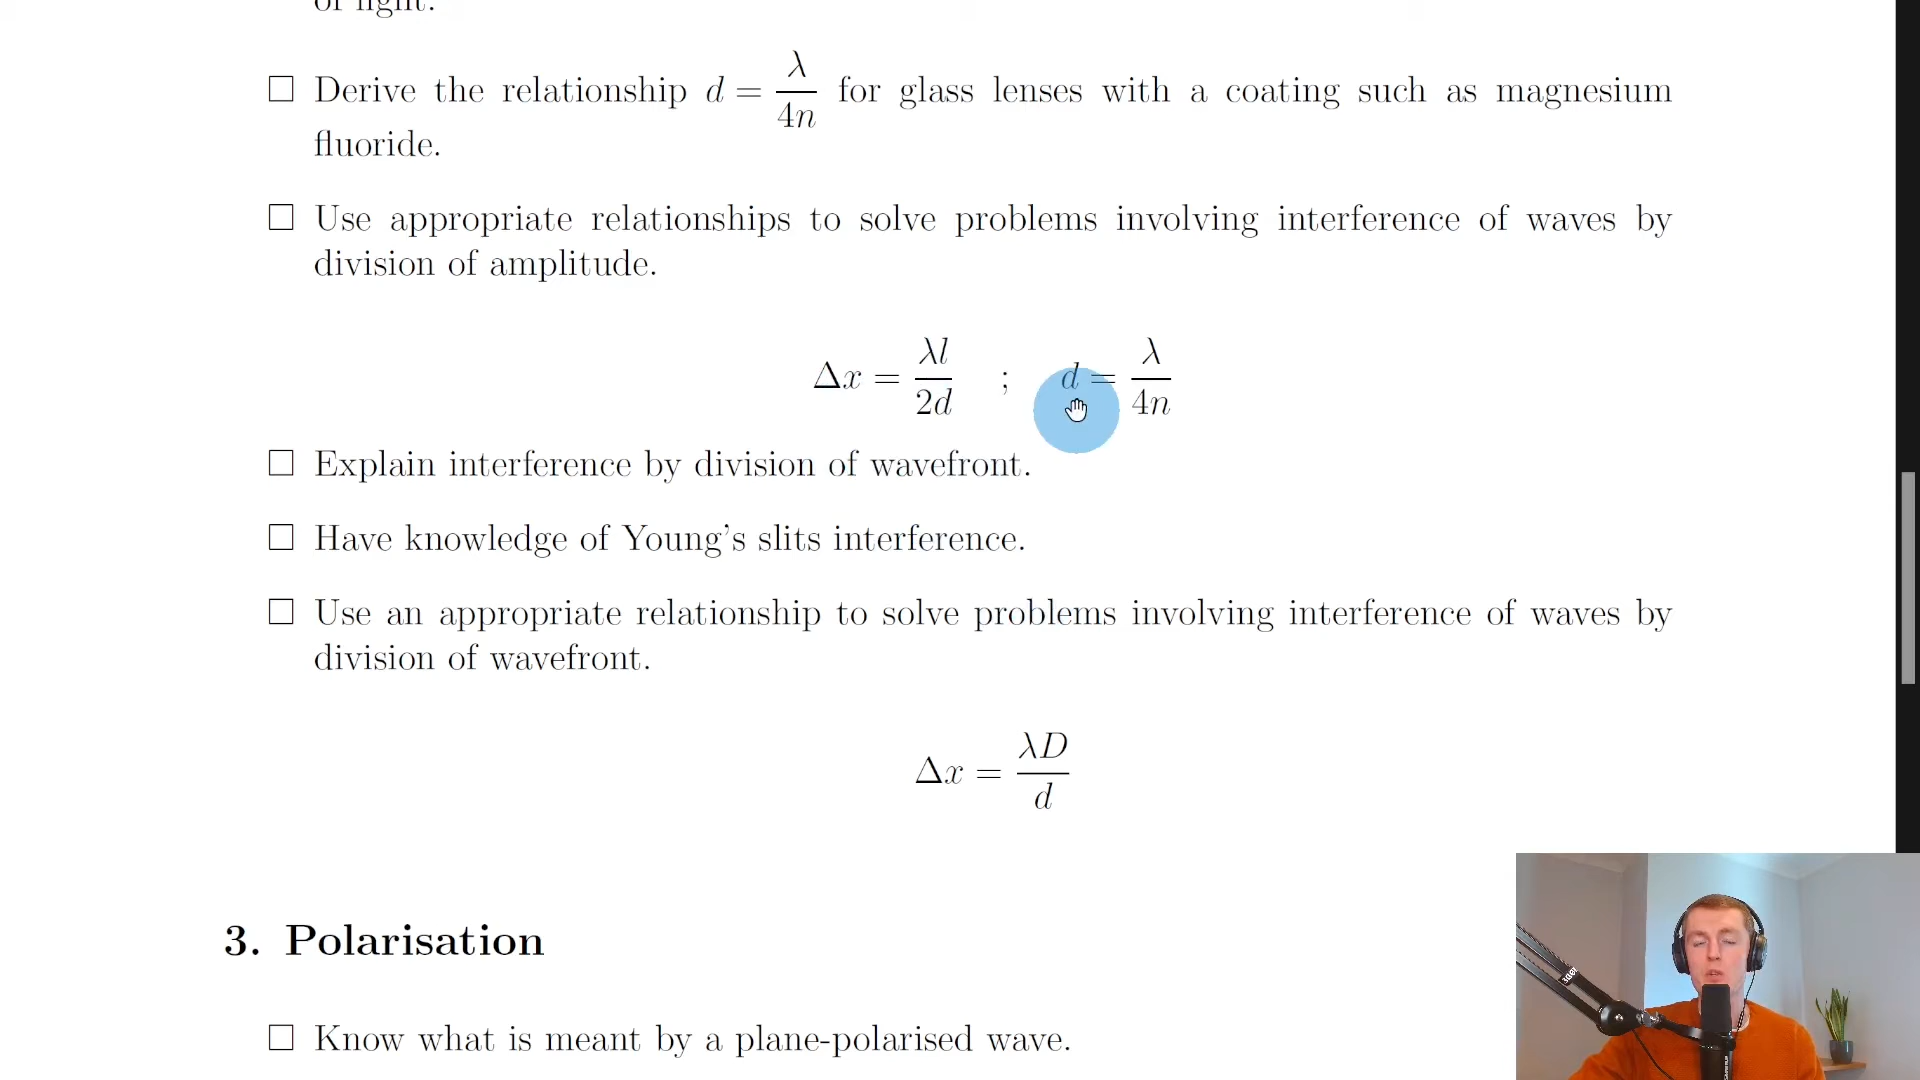 of light.
☐ Derive the relationship d = λ/4n for glass lenses with a coating such as magnesium
fluoride.
☐ Use appropriate relationships to solve problems involving interference of waves by
division of amplitude.
Δx = λl/2d ; d = λ/4n
☐ Explain interference by division of wavefront.
☐ Have knowledge of Young's slits interference.
☐ Use an appropriate relationship to solve problems involving interference of waves by
division of wavefront.
Δx = λD/d
3. Polarisation
☐ Know what is meant by a plane-polarised wave.